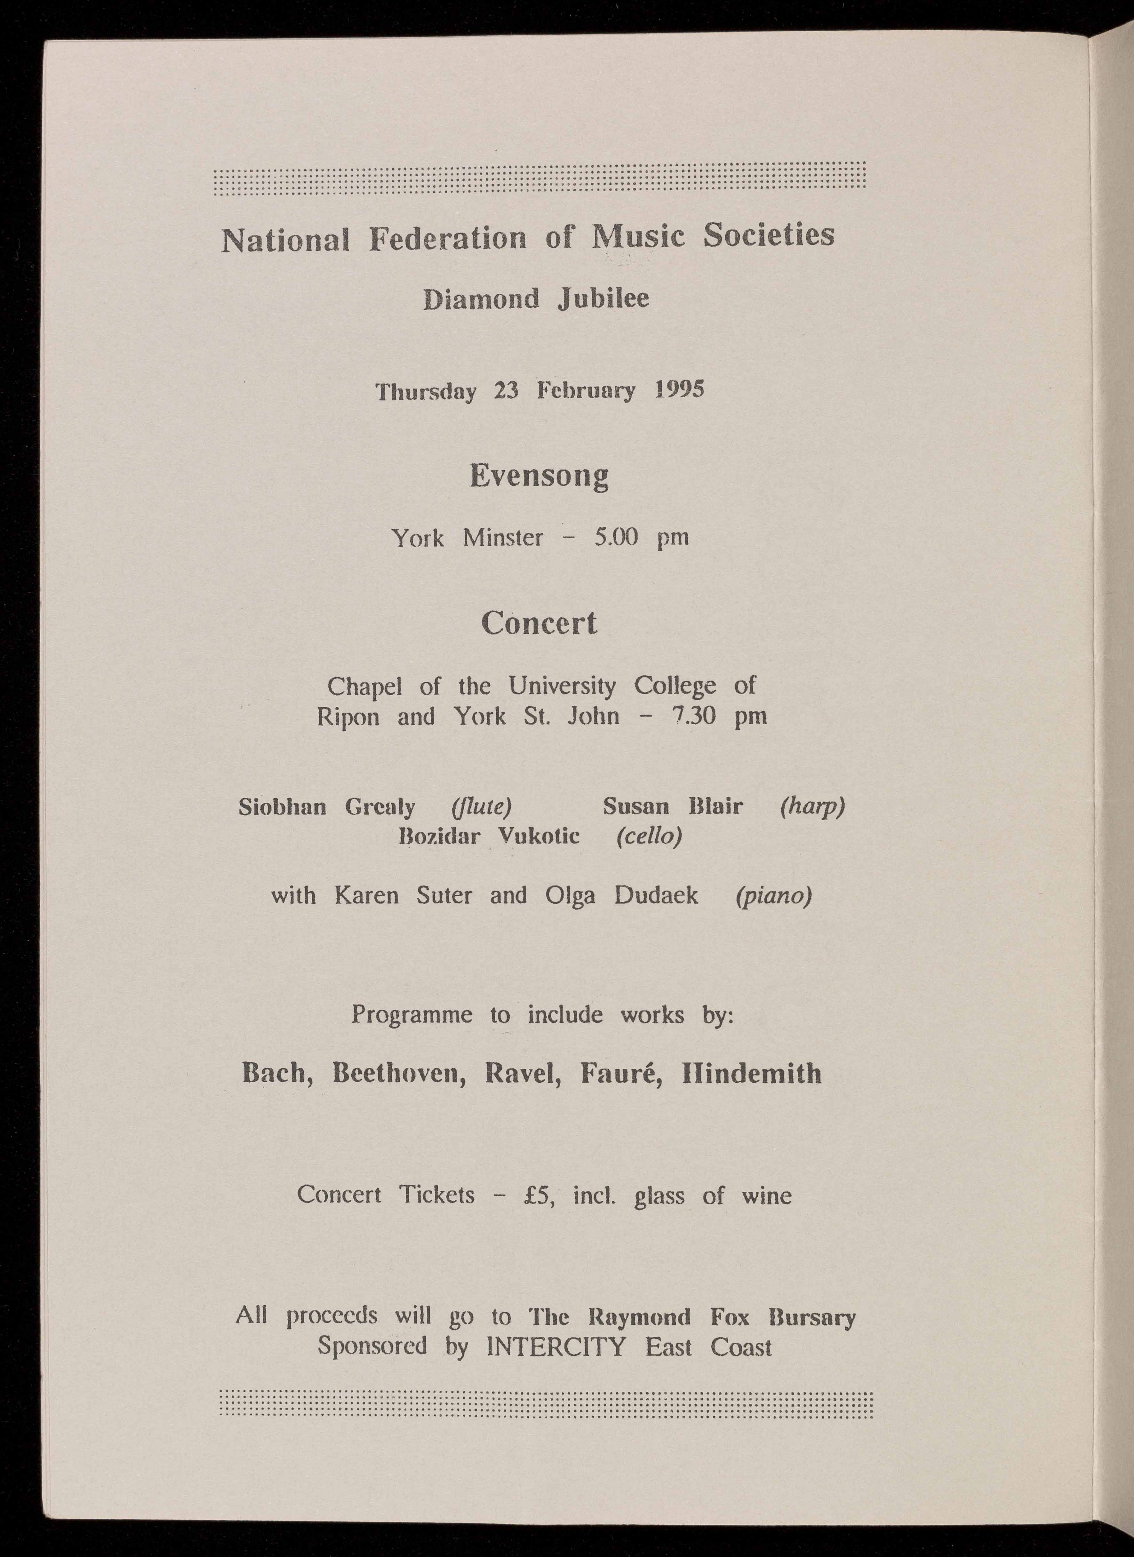 National Federation of Music Societies
Diamond Jubilee
Thursday 23 February 1995
Evensong
York Minster - 5.00 pm
Concert
Chapel of the University College of
Ripon and York St. John - 7.30 pm
Siobhan Grealy (flute) Susan Blair (harp)
Bozidar Vukotic (cello)
with Karen Suter and Olga Dudaek (piano)
Programme to include works by:
Bach, Beethoven, Ravel, Fauré, Hindemith
Concert Tickets - £5, incl. glass of wine
All proceeds will go to The Raymond Fox Bursary
Sponsored by INTERCITY East Coast